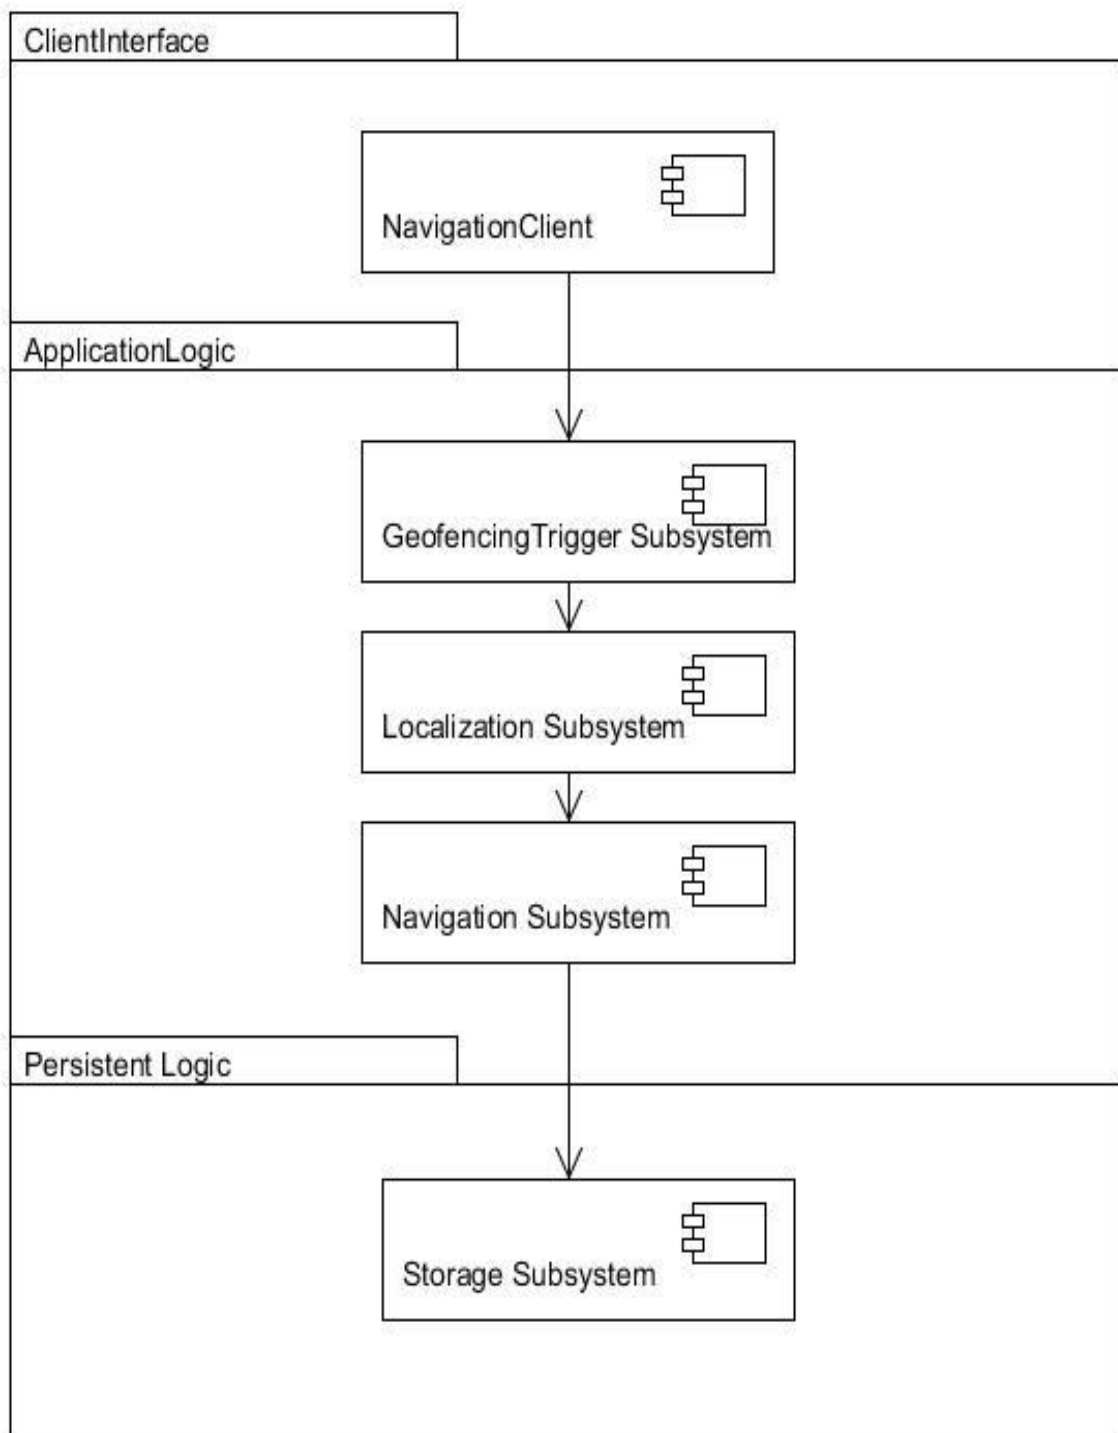 ClientInterface
NavigationClient
ApplicationLogic
GeofencingTrigger Subsystem
Localization Subsystem
Navigation Subsystem
Persistent Logic
Storage Subsystem